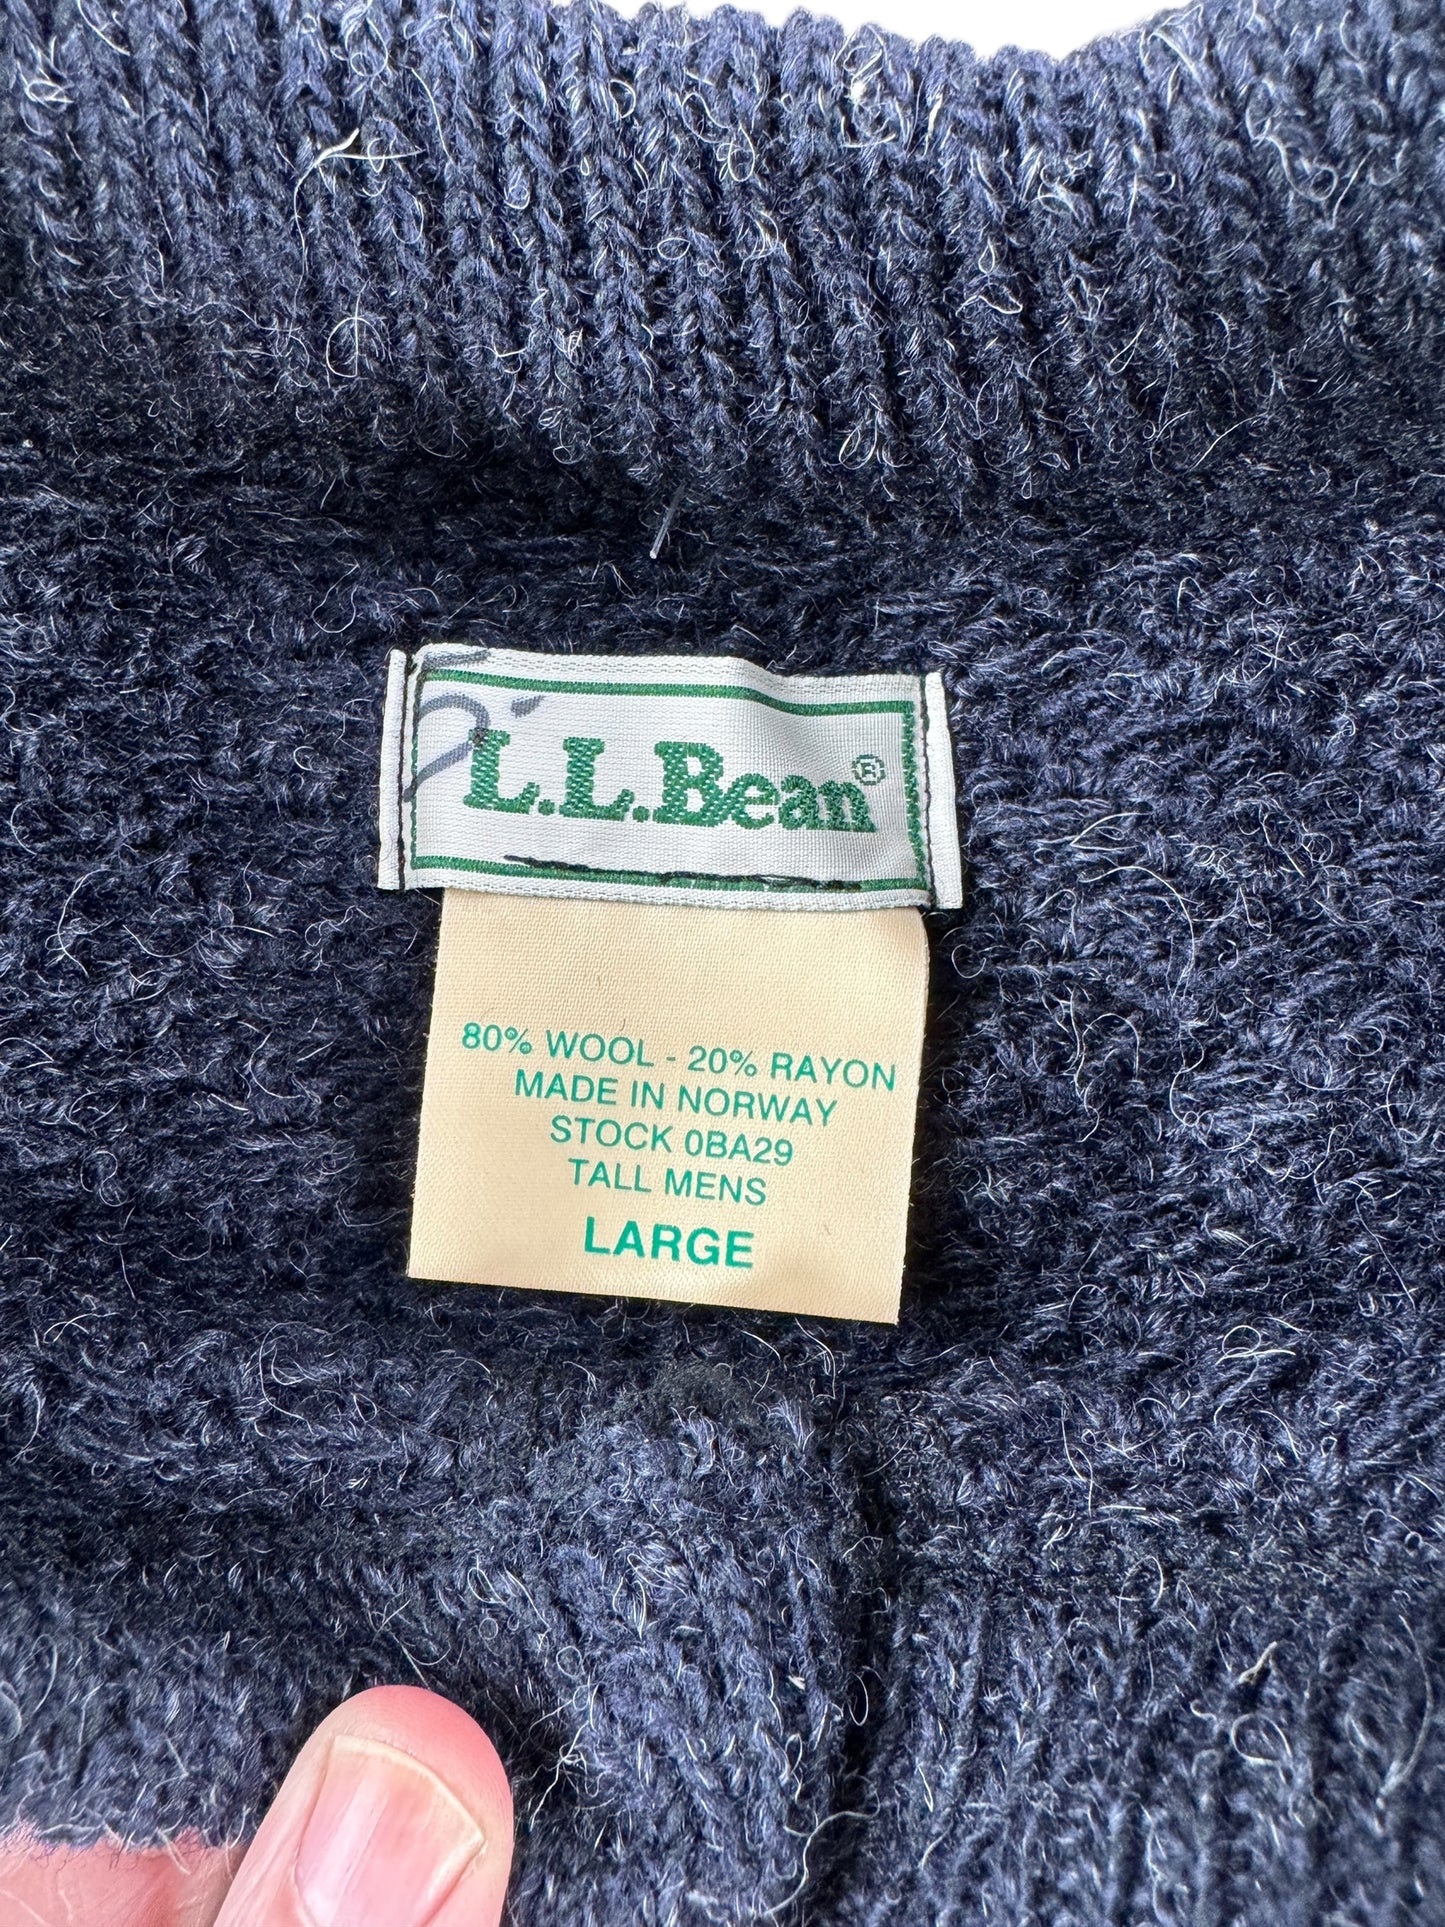 L.L.Bean®
80% WOOL - 20% RAYON
MADE IN NORWAY
STOCK 0BA29
TALL MENS
LARGE